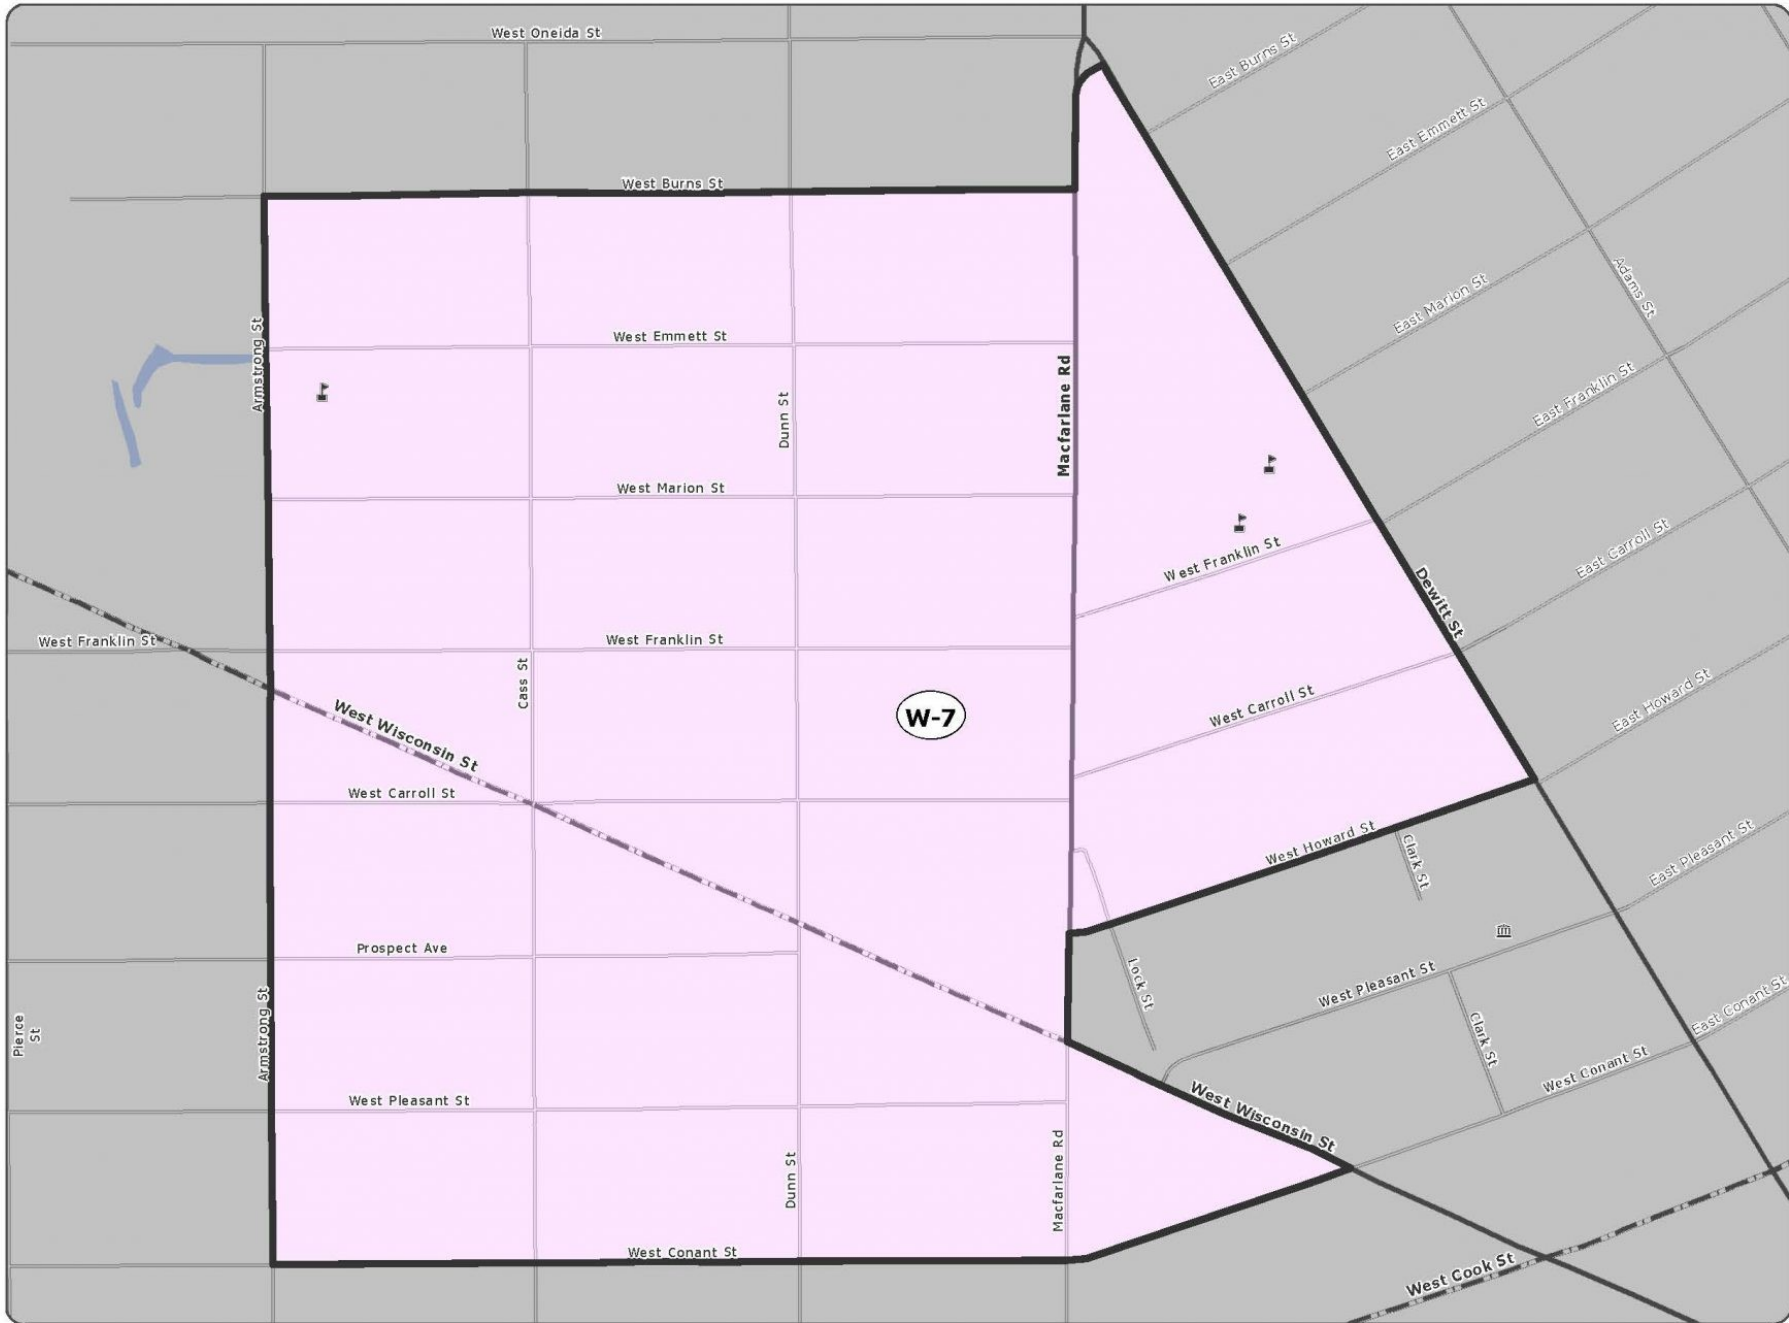 West Oneida St
East Burns St
East Emmett St
West Burns St
Adams St
East Marion St
Armstrong St
West Emmett St
Dunn St
Macfarlane Rd
East Franklin St
West Marion St
East Carroll St
West Franklin St
Dewitt St
West Franklin St
West Franklin St
Cass St
West Wisconsin St
W-7
West Carroll St
East Howard St
West Carroll St
West Howard St
Clark St
East Pleasant St
Prospect Ave
Lock St
West Pleasant St
Armstrong St
Pierce
St
Clark St
East Conant St
West Conant St
West Pleasant St
West Wisconsin St
Dunn St
Macfarlane Rd
West Conant St
West Cook St